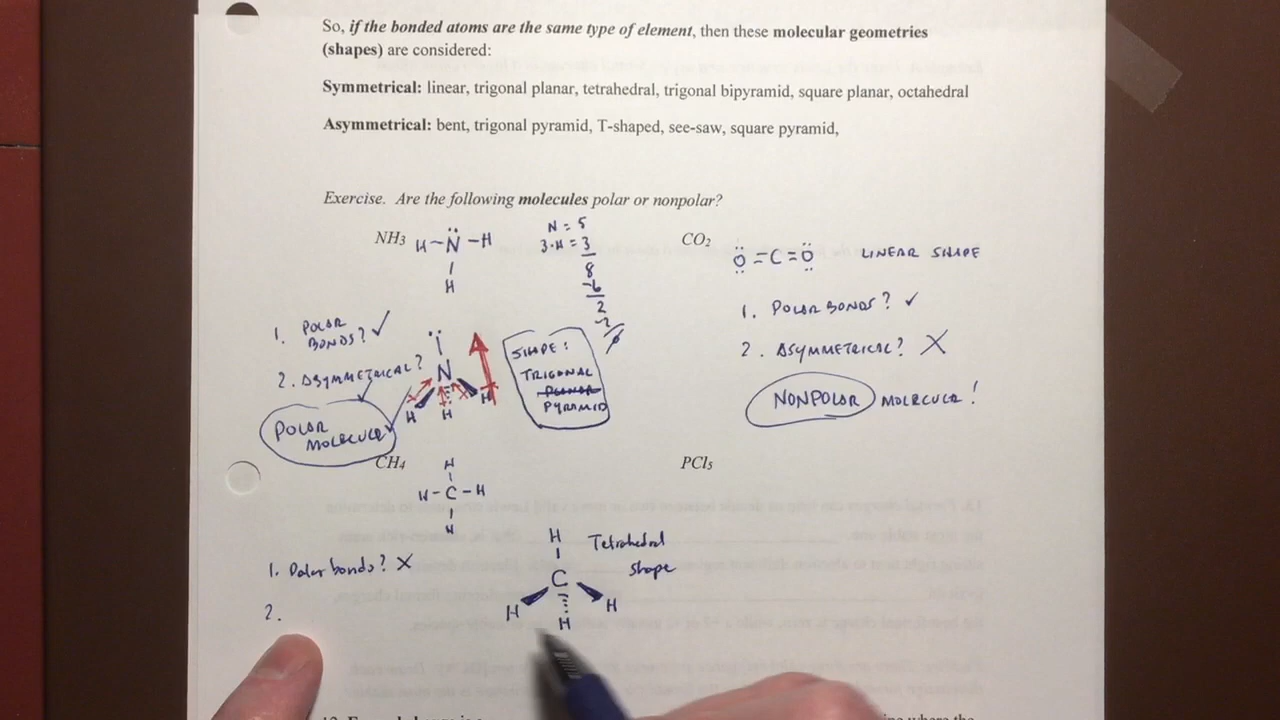 So, if the bonded atoms are the same type of element, then these molecular geometries
(shapes) are considered:
Symmetrical: linear, trigonal planar, tetrahedral, trigonal bipyramid, square planar, octahedral
Asymmetrical: bent, trigonal pyramid, T-shaped, see-saw, square pyramid,
Exercise. Are the following molecules polar or nonpolar?
NH3
H-N̈-H
|
H
N = 5
3·H = 3
8
-6
2
-2
0
1. POLAR
BONDS? ✓
2. ASYMMETRICAL? ✓
POLAR
MOLECULE
N
H H H
SHAPE:
TRIGONAL
PLANAR
PYRAMID
CO2
O=C=O LINEAR SHAPE
1. POLAR BONDS? ✓
2. ASYMMETRICAL? X
NONPOLAR MOLECULE!
CH4
H
|
H-C-H
|
H
1. Polar bonds? X
2.
H
|
C
H H H
Tetrahedral
shape
PCl5